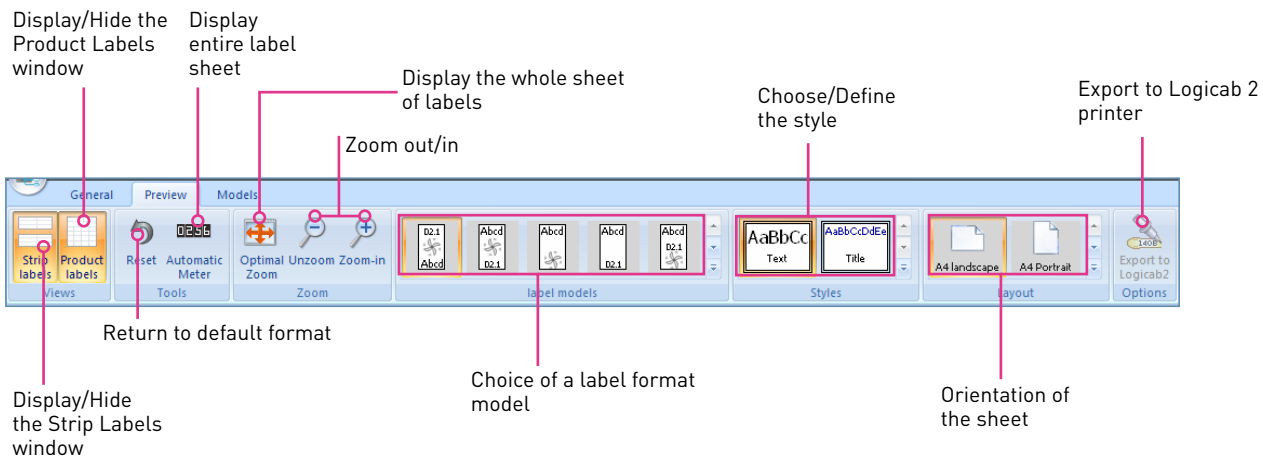 Display/Hide the
Product Labels
window
Display
entire label
sheet
Display the whole sheet
of labels
Zoom out/in
Choose/Define
the style
Export to Logicab 2
printer
General
Preview
Models
Strip
labels
Product
labels
Views
02.56
Reset
Automatic
Meter
Tools
Optimal
Zoom
Unzoom
Zoom-in
Zoom
D2.1
Abcd
Abcd
D2.1
Abcd
Abcd
D2.1
Abcd
D2.1
label models
AaBbCc
Text
AaBbCcDdEe
Title
Styles
A4 landscape
A4 Portrait
Layout
140B
Export to
Logicab2
Options
Return to default format
Display/Hide
the Strip Labels
window
Choice of a label format
model
Orientation of
the sheet